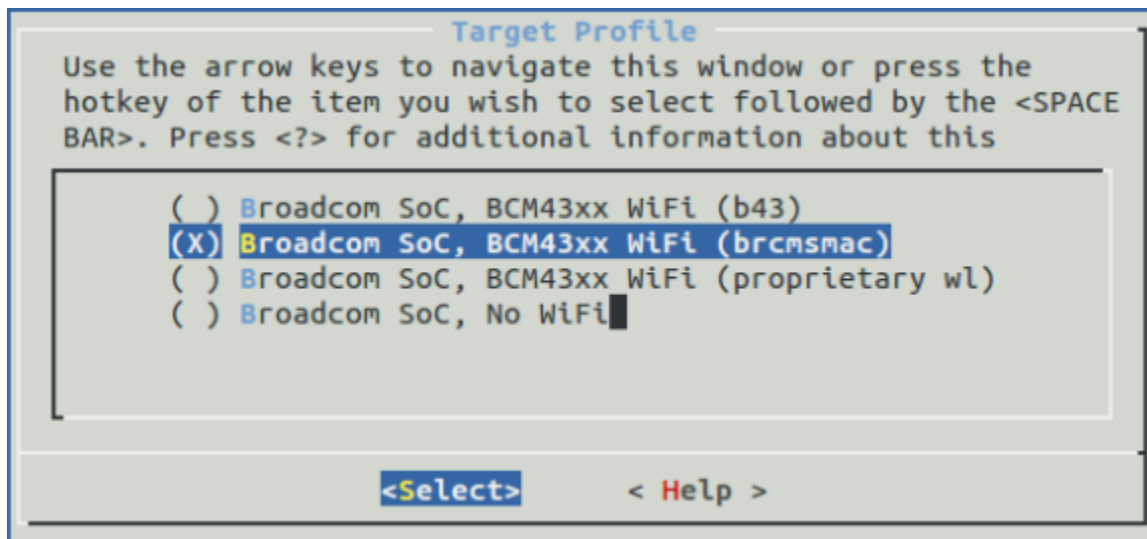 Target Profile
Use the arrow keys to navigate this window or press the
hotkey of the item you wish to select followed by the <SPACE
BAR>. Press <?> for additional information about this
( ) Broadcom SoC, BCM43xx WiFi (b43)
(X) Broadcom SoC, BCM43xx WiFi (brcmsmac)
( ) Broadcom SoC, BCM43xx WiFi (proprietary wl)
( ) Broadcom SoC, No WiFi
<Select> < Help >